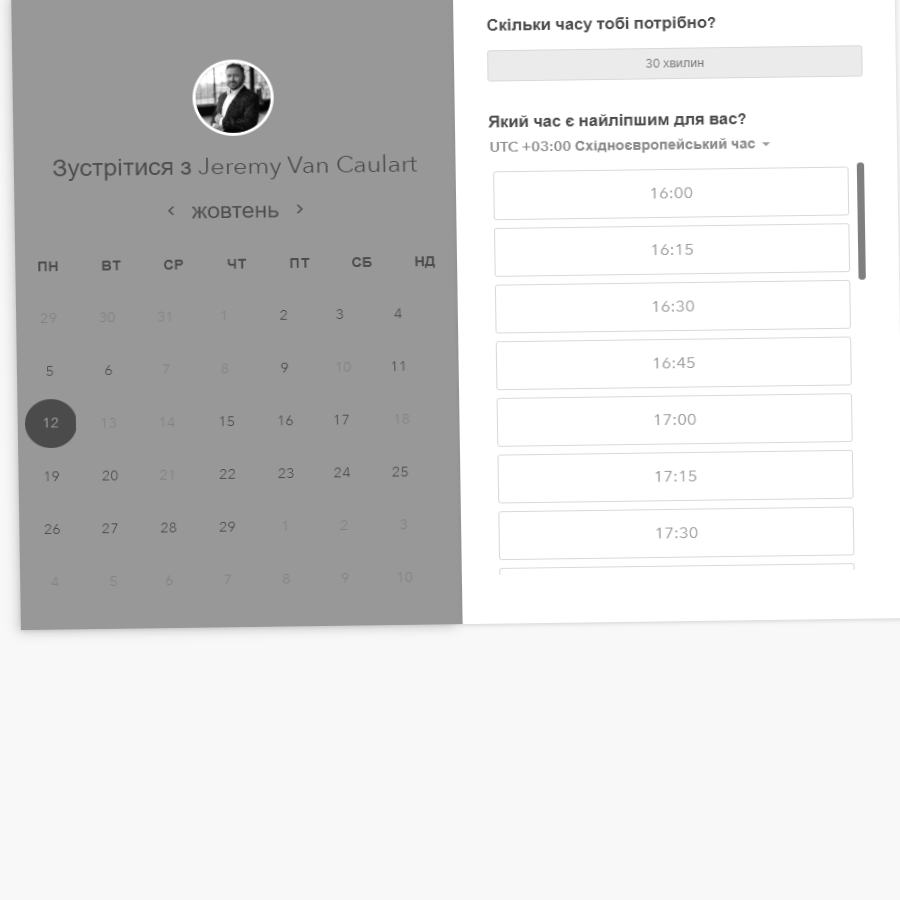 Зустрітися з Jeremy Van Caulart
жовтень
ПН ВТ СР ЧТ ПТ СБ НД
29 30 31 1 2 3 4
5 6 7 8 9 10 11
12 13 14 15 16 17 18
19 20 21 22 23 24 25
26 27 28 29 1 2 3
4 5 6 7 8 9 10
Скільки часу тобі потрібно?
30 хвилин
Який час є найліпшим для вас?
UTC +03:00 Східноєвропейський час
16:00
16:15
16:30
16:45
17:00
17:15
17:30